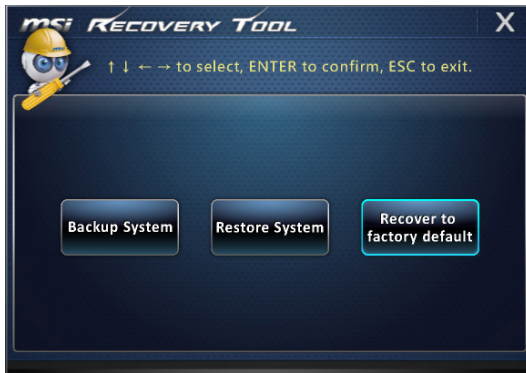 msi RECOVERY TOOL X
↑ ↓ ← → to select, ENTER to confirm, ESC to exit.
Backup System
Restore System
Recover to
factory default